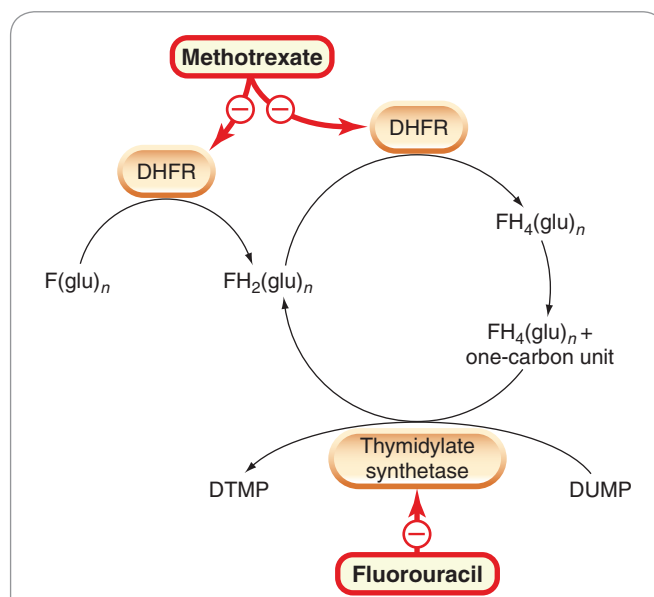 Methotrexate
−
−
DHFR
DHFR
FH₄(glu)ₙ
F(glu)ₙ
FH₂(glu)ₙ
FH₄(glu)ₙ +
one-carbon unit
Thymidylate
synthetase
DTMP
DUMP
−
Fluorouracil